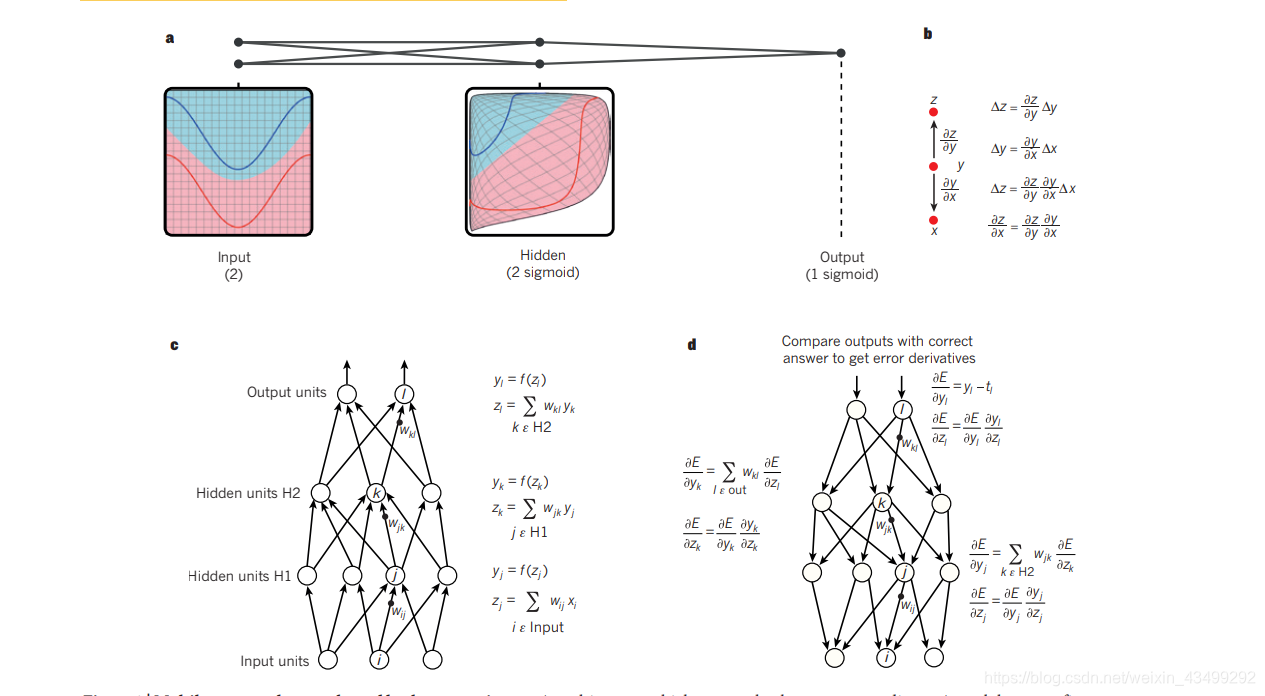 a
Input
(2)
Hidden
(2 sigmoid)
Output
(1 sigmoid)
b
z
∂z/∂y
y
∂y/∂x
x
Δz = ∂z/∂y Δy
Δy = ∂y/∂x Δx
Δz = ∂z/∂y ∂y/∂x Δx
∂z/∂x = ∂z/∂y ∂y/∂x
c
Output units
l
w_kl
y_l = f(z_l)
z_l = ∑ w_kl y_k
k ε H2
Hidden units H2
k
w_jk
y_k = f(z_k)
z_k = ∑ w_jk y_j
j ε H1
Hidden units H1
j
w_ij
y_j = f(z_j)
z_j = ∑ w_ij x_i
i ε Input
Input units
i
d
Compare outputs with correct
answer to get error derivatives
l
w_kl
∂E/∂y_l = y_l − t_l
∂E/∂z_l = ∂E/∂y_l ∂y_l/∂z_l
∂E/∂y_k = ∑ w_kl ∂E/∂z_l
l ε out
∂E/∂z_k = ∂E/∂y_k ∂y_k/∂z_k
k
w_jk
∂E/∂y_j = ∑ w_jk ∂E/∂z_k
k ε H2
∂E/∂z_j = ∂E/∂y_j ∂y_j/∂z_j
j
w_ij
i
https://blog.csdn.net/weixin_43499292